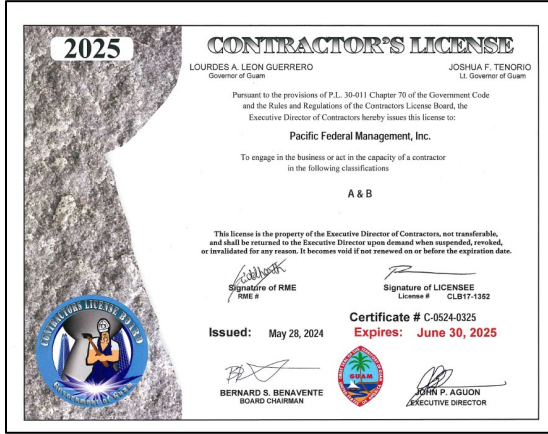 2025
CONTRACTOR'S LICENSE
LOURDES A. LEON GUERRERO
Governor of Guam
JOSHUA F. TENORIO
Lt. Governor of Guam
Pursuant to the provisions of P.L. 30-011 Chapter 70 of the Government Code
and the Rules and Regulations of the Contractors License Board, the
Executive Director of Contractors hereby issues this license to:
Pacific Federal Management, Inc.
To engage in the business or act in the capacity of a contractor
in the following classifications
A & B
This license is the property of the Executive Director of Contractors, not transferable,
and shall be returned to the Executive Director upon demand when suspended, revoked,
or invalidated for any reason. It becomes void if not renewed on or before the expiration date.
Signature of RME
RME #
Signature of LICENSEE
License # CLB17-1352
Certificate # C-0524-0325
Issued: May 28, 2024
Expires: June 30, 2025
CONTRACTORS LICENSE BOARD
Government of Guam
GUAM
BERNARD S. BENAVENTE
BOARD CHAIRMAN
JOHN P. AGUON
EXECUTIVE DIRECTOR